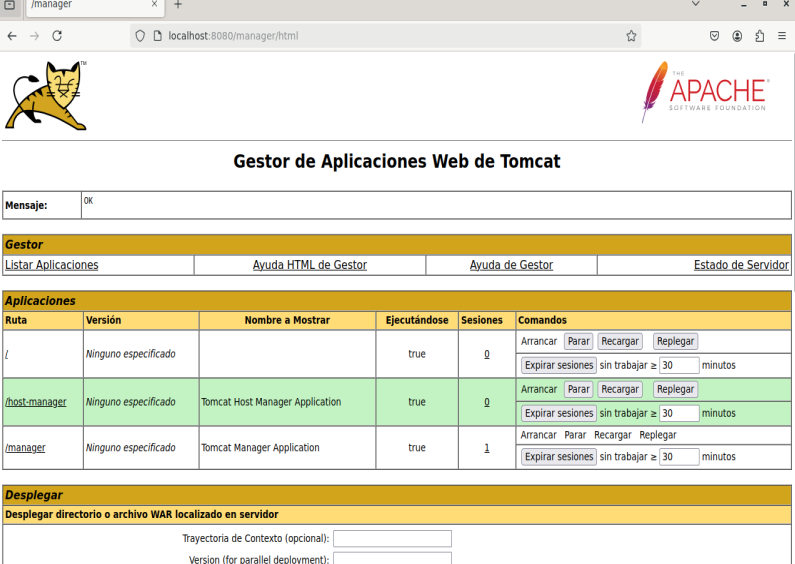 /manager
localhost:8080/manager/html
TM
THE
APACHE
SOFTWARE FOUNDATION
Gestor de Aplicaciones Web de Tomcat
Mensaje: OK
Gestor
Listar Aplicaciones Ayuda HTML de Gestor Ayuda de Gestor Estado de Servidor
Aplicaciones
Ruta Versión Nombre a Mostrar Ejecutándose Sesiones Comandos
/ Ninguno especificado true 0 Arrancar Parar Recargar Replegar
Expirar sesiones sin trabajar ≥ 30 minutos
/host-manager Ninguno especificado Tomcat Host Manager Application true 0 Arrancar Parar Recargar Replegar
Expirar sesiones sin trabajar ≥ 30 minutos
/manager Ninguno especificado Tomcat Manager Application true 1 Arrancar Parar Recargar Replegar
Expirar sesiones sin trabajar ≥ 30 minutos
Desplegar
Desplegar directorio o archivo WAR localizado en servidor
Trayectoria de Contexto (opcional):
Version (for parallel deployment):